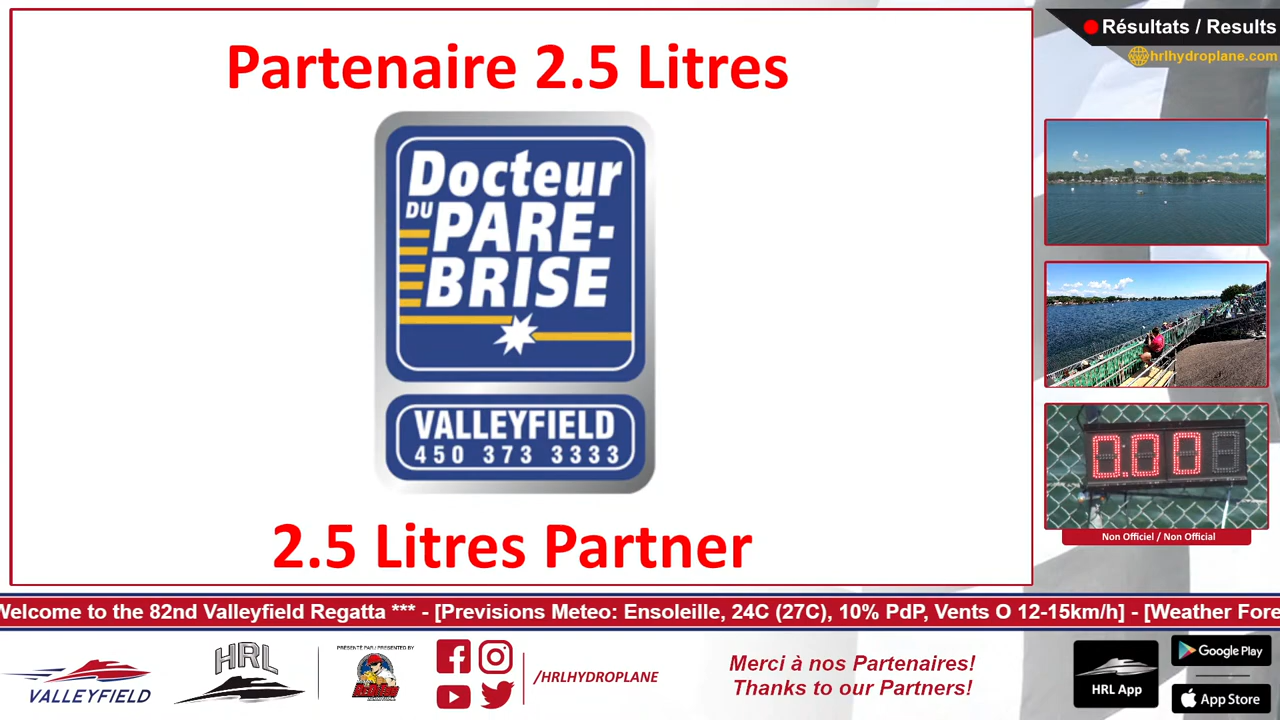 Partenaire 2.5 Litres
Docteur
DU PARE-
BRISE
VALLEYFIELD
450 373 3333
2.5 Litres Partner
Résultats / Results
hrlhydroplane.com
0.00
Non Officiel / Non Official
Welcome to the 82nd Valleyfield Regatta *** - [Previsions Meteo: Ensoleille, 24C (27C), 10% PdP, Vents O 12-15km/h] - [Weather Fore
VALLEYFIELD
HRL
PRÉSENTÉ PAR / PRESENTED BY
/HRLHYDROPLANE
Merci à nos Partenaires!
Thanks to our Partners!
HRL App
Google Play
App Store